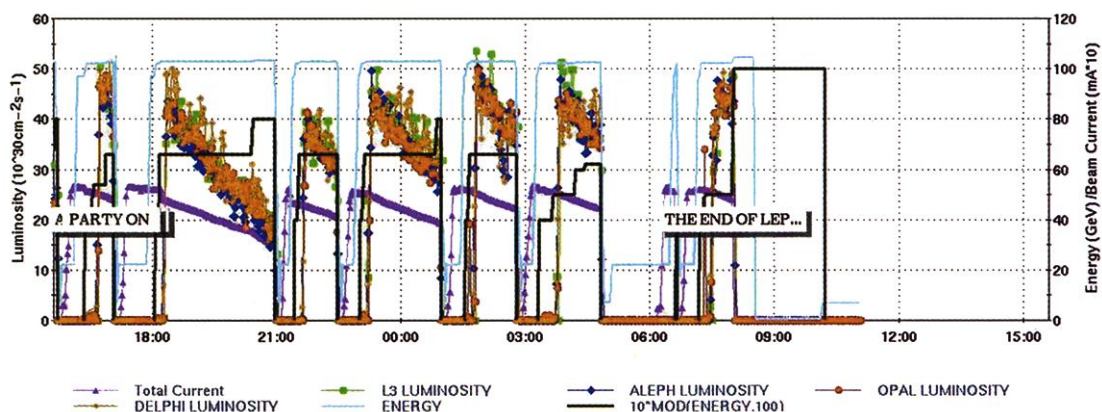 60
50
40
30
20
10
0
Luminosity (10^30cm-2s-1)
PARTY ON
THE END OF LEP...
120
100
80
60
40
20
0
Energy (GeV) /Beam Current (mA*10)
18:00 21:00 00:00 03:00 06:00 09:00 12:00 15:00
Total Current L3 LUMINOSITY ALEPH LUMINOSITY OPAL LUMINOSITY
DELPHI LUMINOSITY ENERGY 10*MOD(ENERGY,100)